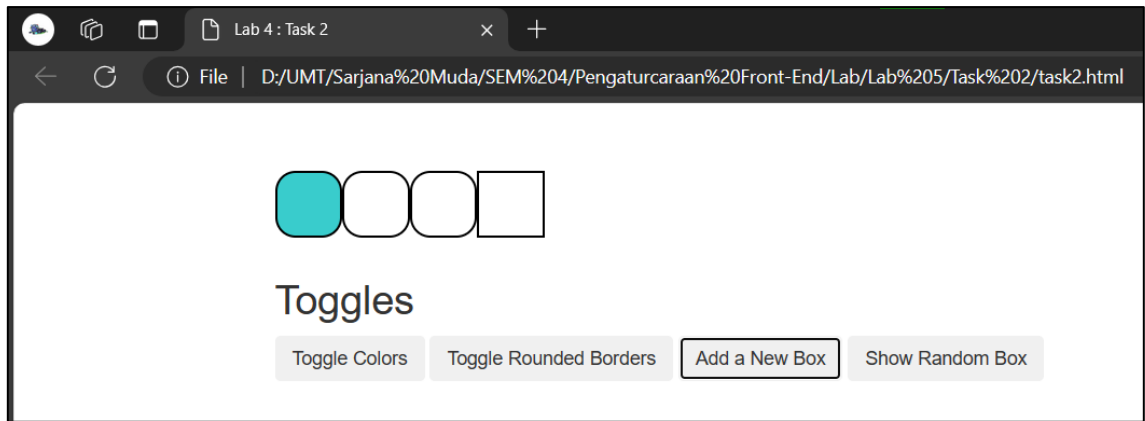 Lab 4 : Task 2
File | D:/UMT/Sarjana%20Muda/SEM%204/Pengaturcaraan%20Front-End/Lab/Lab%205/Task%202/task2.html
Toggles
Toggle Colors Toggle Rounded Borders Add a New Box Show Random Box